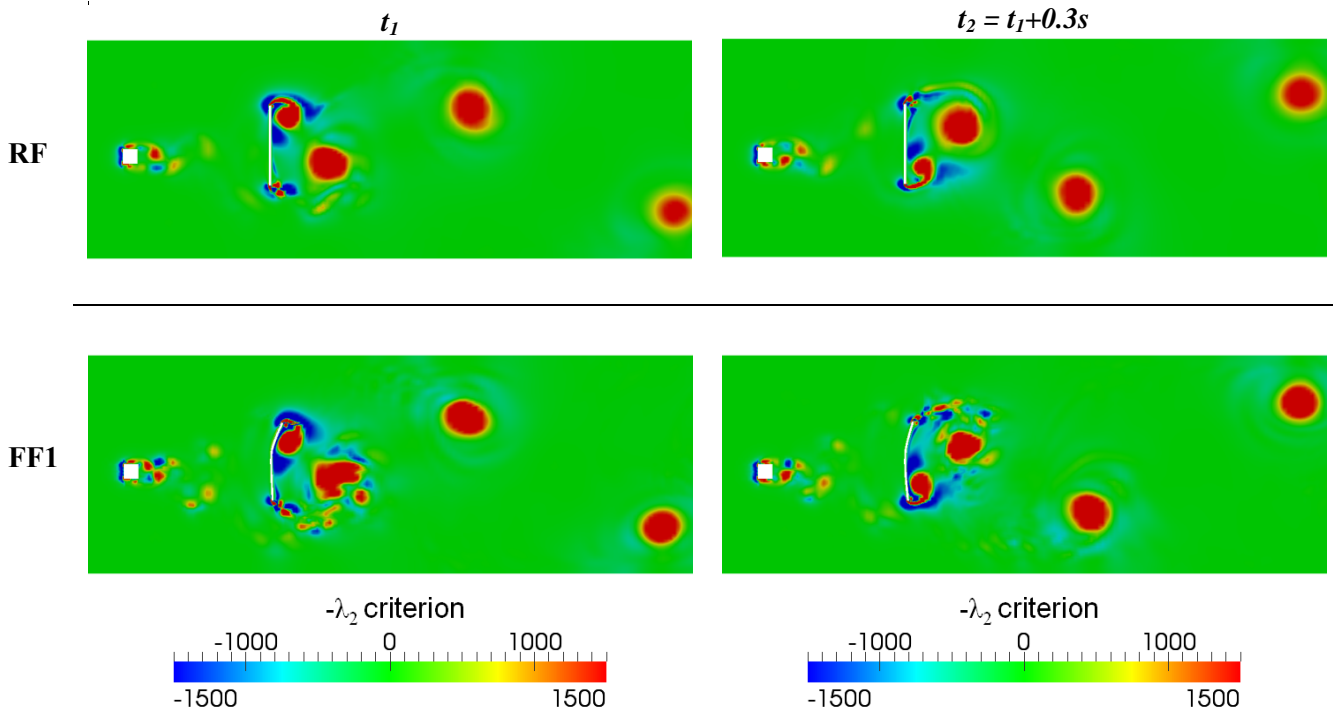 t₁ t₂ = t₁+0.3s
RF
FF1
-λ₂ criterion -λ₂ criterion
-1000 0 1000 -1000 0 1000
-1500 1500 -1500 1500